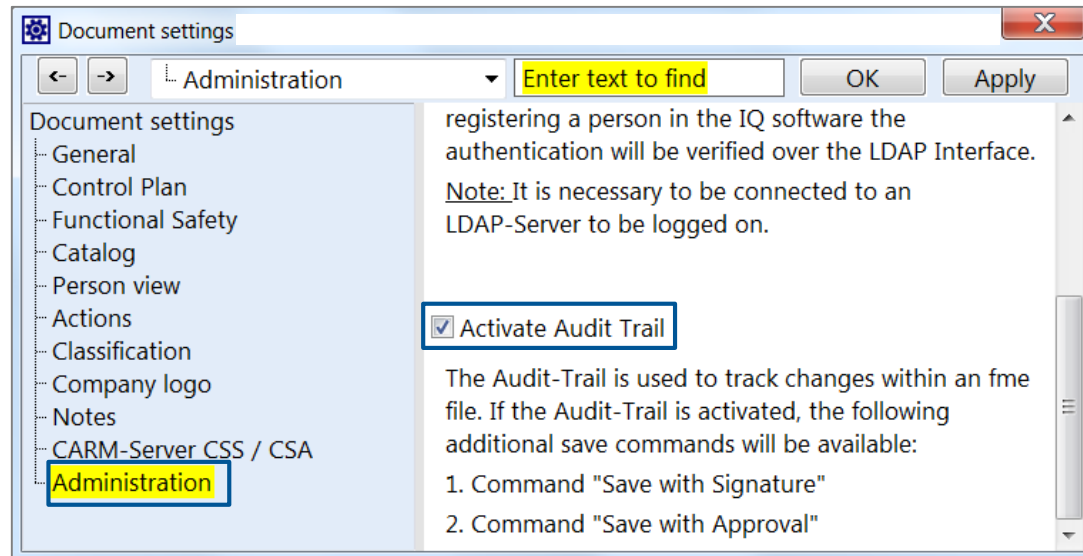 Document settings
X
<- -> Administration Enter text to find OK Apply
Document settings
General
Control Plan
Functional Safety
Catalog
Person view
Actions
Classification
Company logo
Notes
CARM-Server CSS / CSA
Administration
registering a person in the IQ software the
authentication will be verified over the LDAP Interface.
Note: It is necessary to be connected to an
LDAP-Server to be logged on.
Activate Audit Trail
The Audit-Trail is used to track changes within an fme
file. If the Audit-Trail is activated, the following
additional save commands will be available:
1. Command "Save with Signature"
2. Command "Save with Approval"